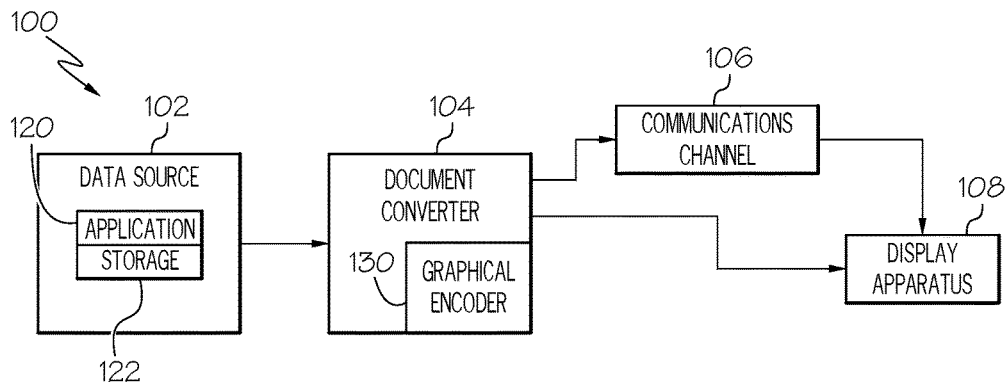 100
102
120
DATA SOURCE
APPLICATION
STORAGE
122
104
DOCUMENT
CONVERTER
130
GRAPHICAL
ENCODER
106
COMMUNICATIONS
CHANNEL
108
DISPLAY
APPARATUS